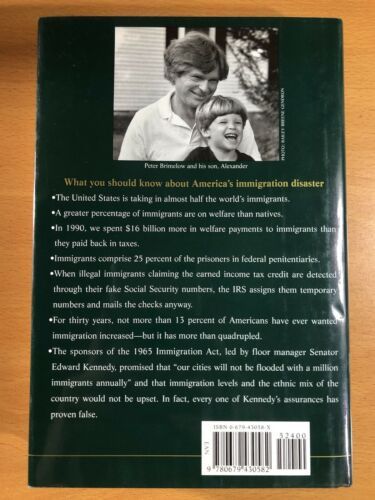 PHOTO: BAILEY BREENE GENDRON
Peter Brimelow and his son, Alexander
What you should know about America's immigration disaster
•The United States is taking in almost half the world's immigrants.
•A greater percentage of immigrants are on welfare than natives.
•In 1990, we spent $16 billion more in welfare payments to immigrants than
they paid back in taxes.
•Immigrants comprise 25 percent of the prisoners in federal penitentiaries.
•When illegal immigrants claiming the earned income tax credit are detected
through their fake Social Security numbers, the IRS assigns them temporary
numbers and mails the checks anyway.
•For thirty years, not more than 13 percent of Americans have ever wanted
immigration increased—but it has more than quadrupled.
•The sponsors of the 1965 Immigration Act, led by floor manager Senator
Edward Kennedy, promised that "our cities will not be flooded with a million
immigrants annually" and that immigration levels and the ethnic mix of the
country would not be upset. In fact, every one of Kennedy's assurances has
proven false.
ISBN 0-679-43058-X
52400
EAN
9 780679 430582